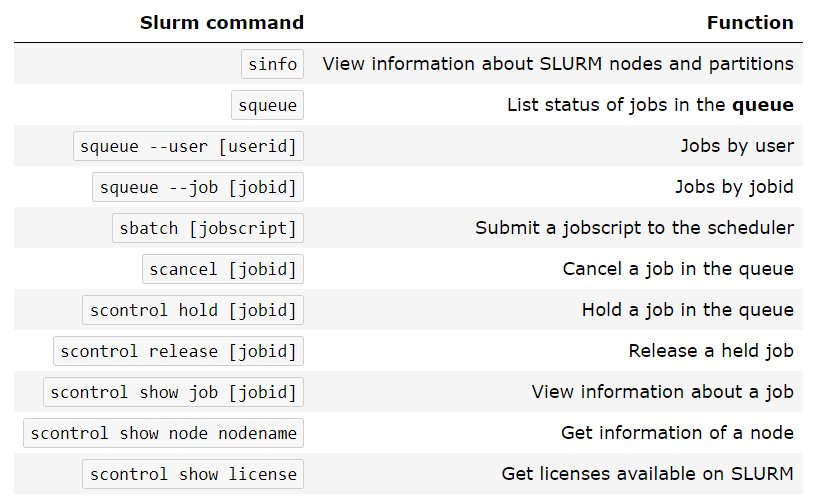 Slurm command Function
sinfo View information about SLURM nodes and partitions
squeue List status of jobs in the queue
squeue --user [userid] Jobs by user
squeue --job [jobid] Jobs by jobid
sbatch [jobscript] Submit a jobscript to the scheduler
scancel [jobid] Cancel a job in the queue
scontrol hold [jobid] Hold a job in the queue
scontrol release [jobid] Release a held job
scontrol show job [jobid] View information about a job
scontrol show node nodename Get information of a node
scontrol show license Get licenses available on SLURM